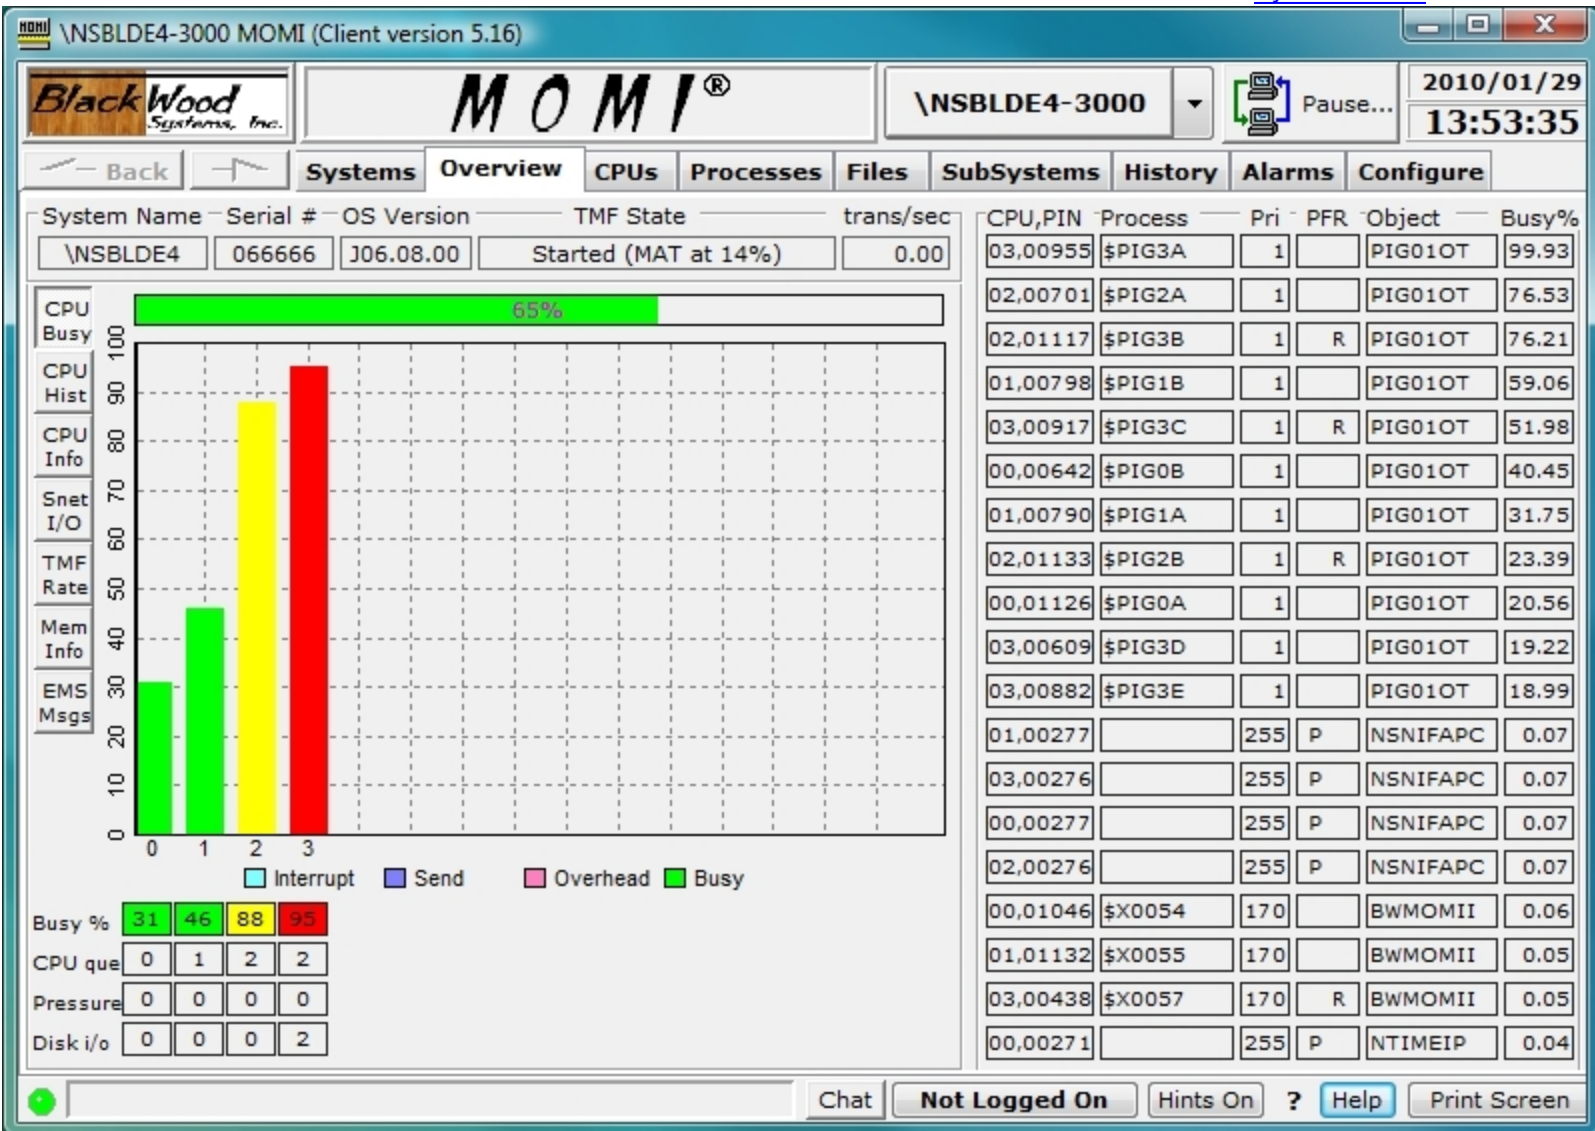 \NSBLDE4-3000 MOMI (Client version 5.16)
BlackWood Systems, Inc.
MOMI®
\NSBLDE4-3000
Pause...
2010/01/29
13:53:35
Back
Systems Overview CPUs Processes Files SubSystems History Alarms Configure
System Name Serial # OS Version TMF State trans/sec
\NSBLDE4 066666 J06.08.00 Started (MAT at 14%) 0.00
CPU Busy
CPU Hist
CPU Info
Snet I/O
TMF Rate
Mem Info
EMS Msgs
65%
100
90
80
70
60
50
40
30
20
10
0
0 1 2 3
Interrupt Send Overhead Busy
Busy % 31 46 88 95
CPU que 0 1 2 2
Pressure 0 0 0 0
Disk i/o 0 0 0 2
CPU,PIN Process Pri PFR Object Busy%
03,00955 $PIG3A 1 PIG01OT 99.93
02,00701 $PIG2A 1 PIG01OT 76.53
02,01117 $PIG3B 1 R PIG01OT 76.21
01,00798 $PIG1B 1 PIG01OT 59.06
03,00917 $PIG3C 1 R PIG01OT 51.98
00,00642 $PIG0B 1 PIG01OT 40.45
01,00790 $PIG1A 1 PIG01OT 31.75
02,01133 $PIG2B 1 R PIG01OT 23.39
00,01126 $PIG0A 1 PIG01OT 20.56
03,00609 $PIG3D 1 PIG01OT 19.22
03,00882 $PIG3E 1 PIG01OT 18.99
01,00277 255 P NSNIFAPC 0.07
03,00276 255 P NSNIFAPC 0.07
00,00277 255 P NSNIFAPC 0.07
02,00276 255 P NSNIFAPC 0.07
00,01046 $X0054 170 BWMOMII 0.06
01,01132 $X0055 170 BWMOMII 0.05
03,00438 $X0057 170 R BWMOMII 0.05
00,00271 255 P NTIMEIP 0.04
Chat Not Logged On Hints On ? Help Print Screen